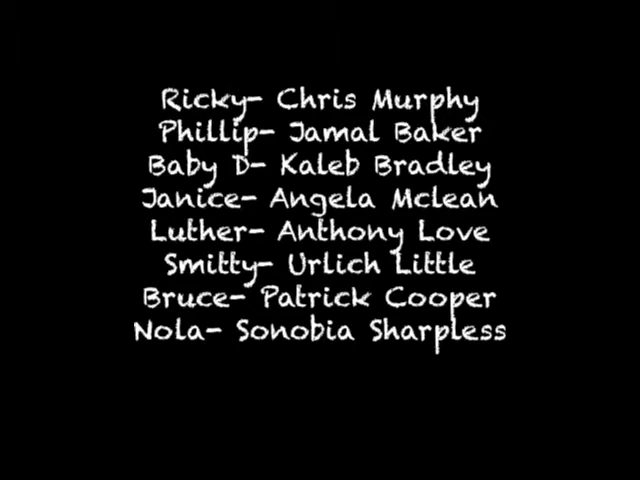 Ricky- Chris Murphy
Phillip- Jamal Baker
Baby D- Kaleb Bradley
Janice- Angela Mclean
Luther- Anthony Love
Smitty- Urlich Little
Bruce- Patrick Cooper
Nola- Sonobia Sharpless